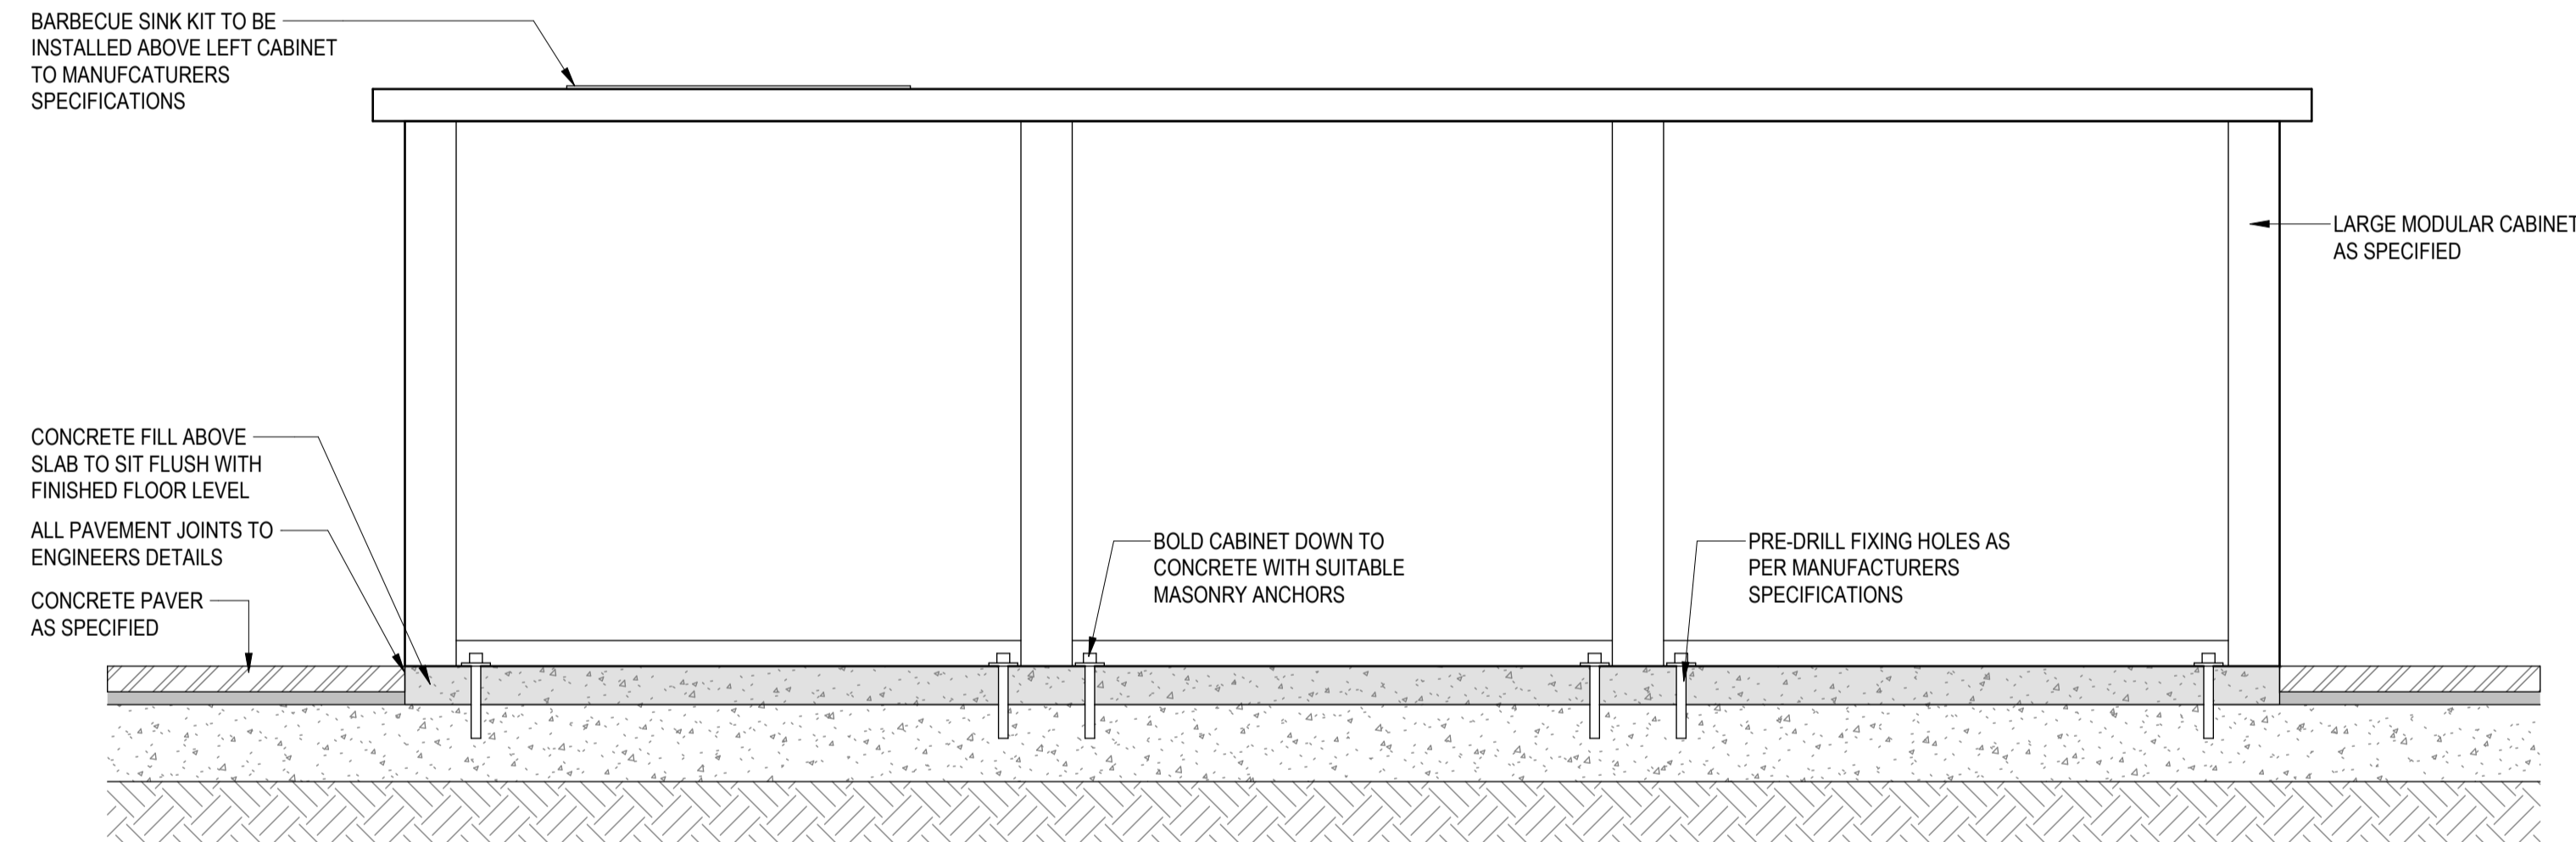 BARBECUE SINK KIT TO BE
INSTALLED ABOVE LEFT CABINET
TO MANUFCATURERS
SPECIFICATIONS
LARGE MODULAR CABINET
AS SPECIFIED
CONCRETE FILL ABOVE
SLAB TO SIT FLUSH WITH
FINISHED FLOOR LEVEL
ALL PAVEMENT JOINTS TO
ENGINEERS DETAILS
CONCRETE PAVER
AS SPECIFIED
BOLD CABINET DOWN TO
CONCRETE WITH SUITABLE
MASONRY ANCHORS
PRE-DRILL FIXING HOLES AS
PER MANUFACTURERS
SPECIFICATIONS